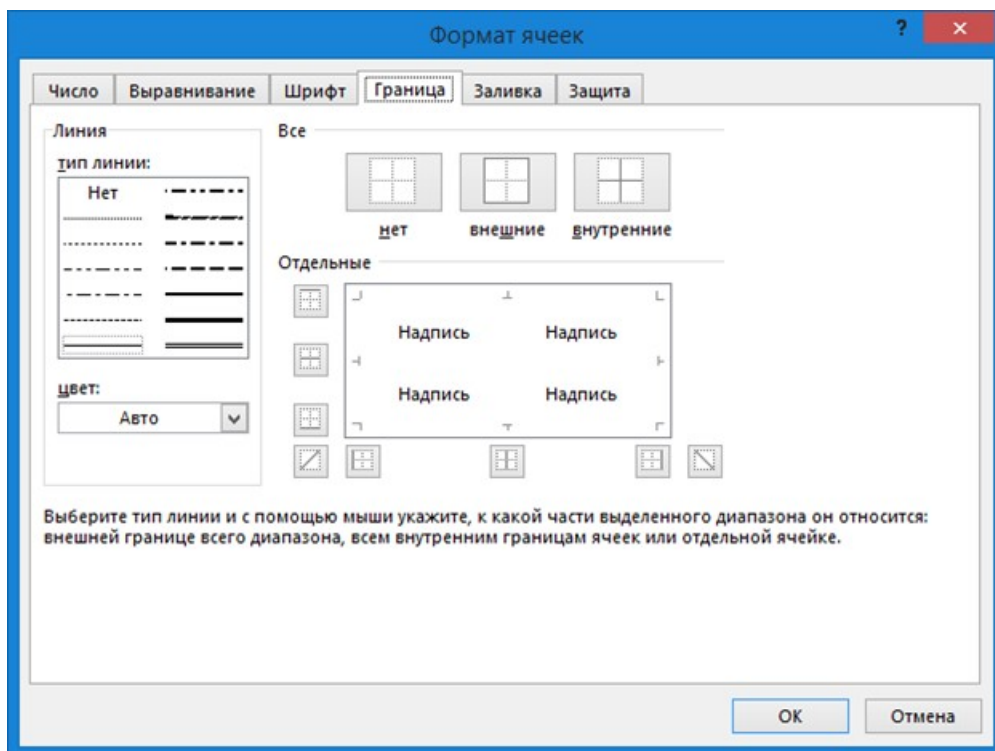 Формат ячеек
?
Число Выравнивание Шрифт Граница Заливка Защита
Линия
тип линии:
Нет
цвет:
Авто
Все
нет внешние внутренние
Отдельные
Надпись Надпись
Надпись Надпись
Выберите тип линии и с помощью мыши укажите, к какой части выделенного диапазона он относится:
внешней границе всего диапазона, всем внутренним границам ячеек или отдельной ячейке.
ОК Отмена